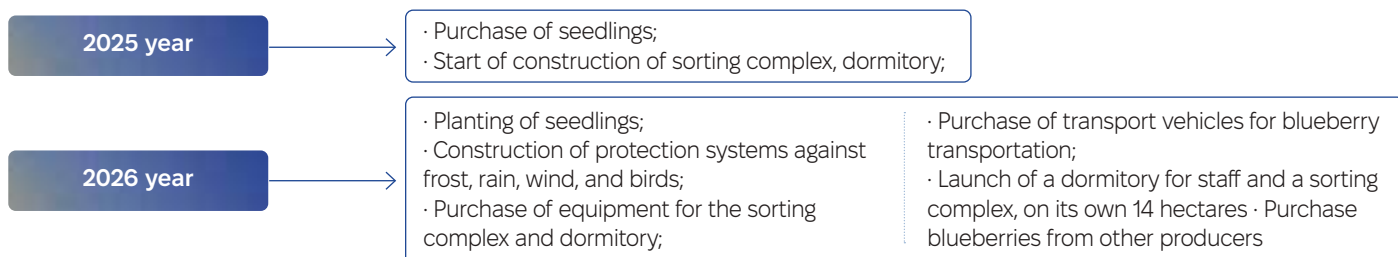 2025 year
· Purchase of seedlings;
· Start of construction of sorting complex, dormitory;
2026 year
· Planting of seedlings;
· Construction of protection systems against
frost, rain, wind, and birds;
· Purchase of equipment for the sorting
complex and dormitory;
· Purchase of transport vehicles for blueberry
transportation;
· Launch of a dormitory for staff and a sorting
complex, on its own 14 hectares · Purchase
blueberries from other producers